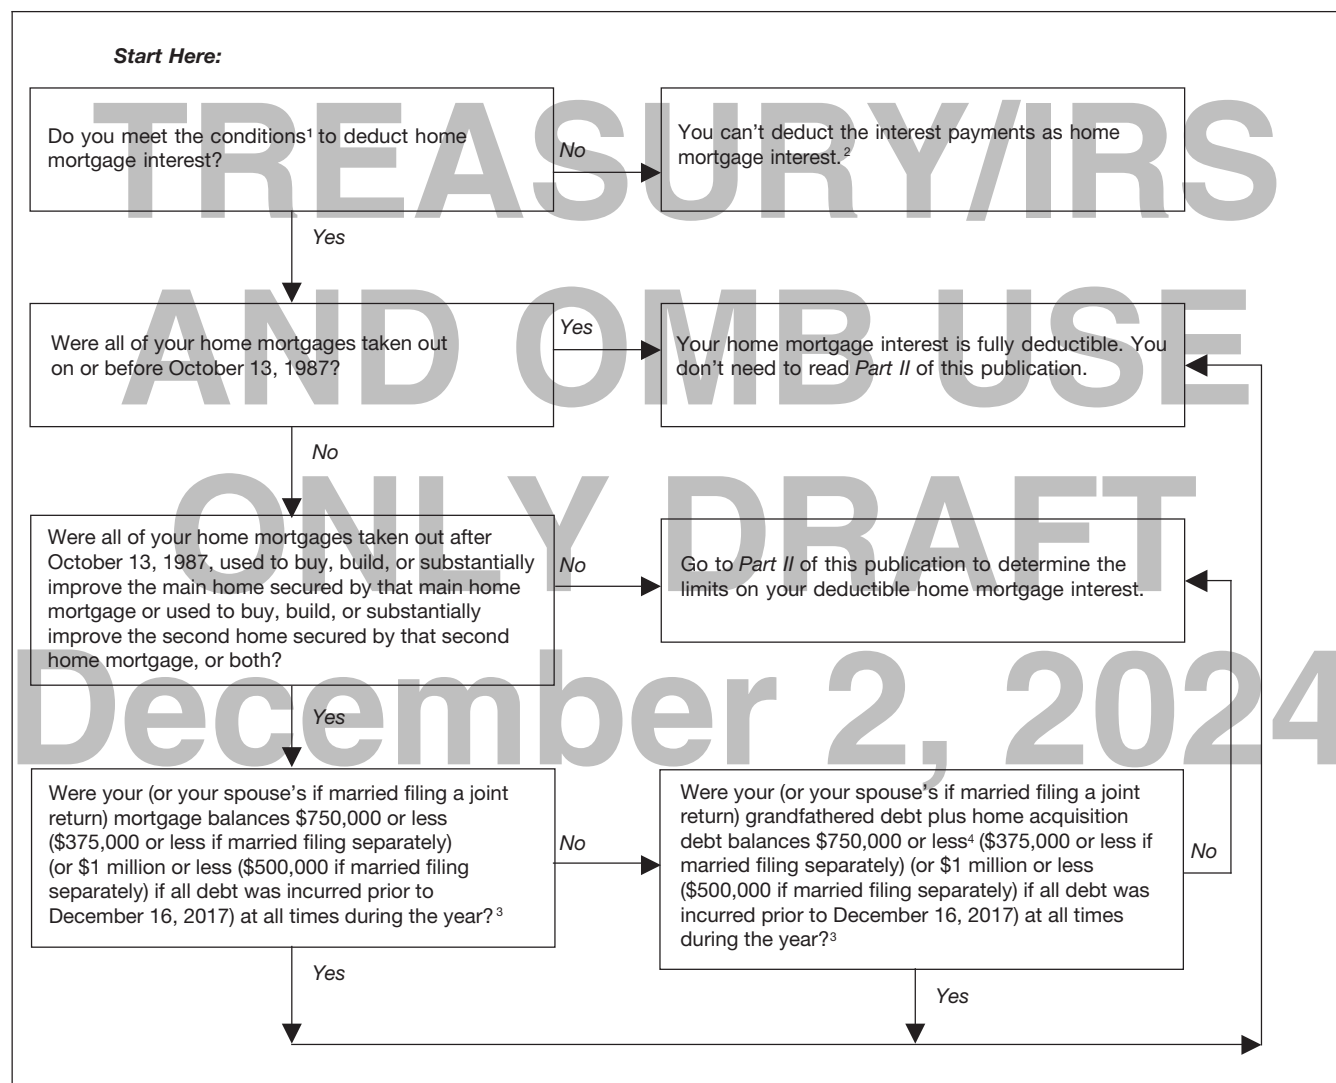 Start Here:
Do you meet the conditions¹ to deduct home
mortgage interest?
No
You can’t deduct the interest payments as home
mortgage interest.²
Yes
Were all of your home mortgages taken out
on or before October 13, 1987?
Yes
Your home mortgage interest is fully deductible. You
don’t need to read Part II of this publication.
No
Were all of your home mortgages taken out after
October 13, 1987, used to buy, build, or substantially
improve the main home secured by that main home
mortgage or used to buy, build, or substantially
improve the second home secured by that second
home mortgage, or both?
No
Go to Part II of this publication to determine the
limits on your deductible home mortgage interest.
Yes
Were your (or your spouse’s if married filing a joint
return) mortgage balances $750,000 or less
($375,000 or less if married filing separately)
(or $1 million or less ($500,000 if married filing
separately) if all debt was incurred prior to
December 16, 2017) at all times during the year?³
No
Were your (or your spouse’s if married filing a joint
return) grandfathered debt plus home acquisition
debt balances $750,000 or less⁴ ($375,000 or less if
married filing separately) (or $1 million or less
($500,000 if married filing separately) if all debt was
incurred prior to December 16, 2017) at all times
during the year?³
No
Yes
Yes
TREASURY/IRS
AND OMB USE
ONLY DRAFT
December 2, 2024